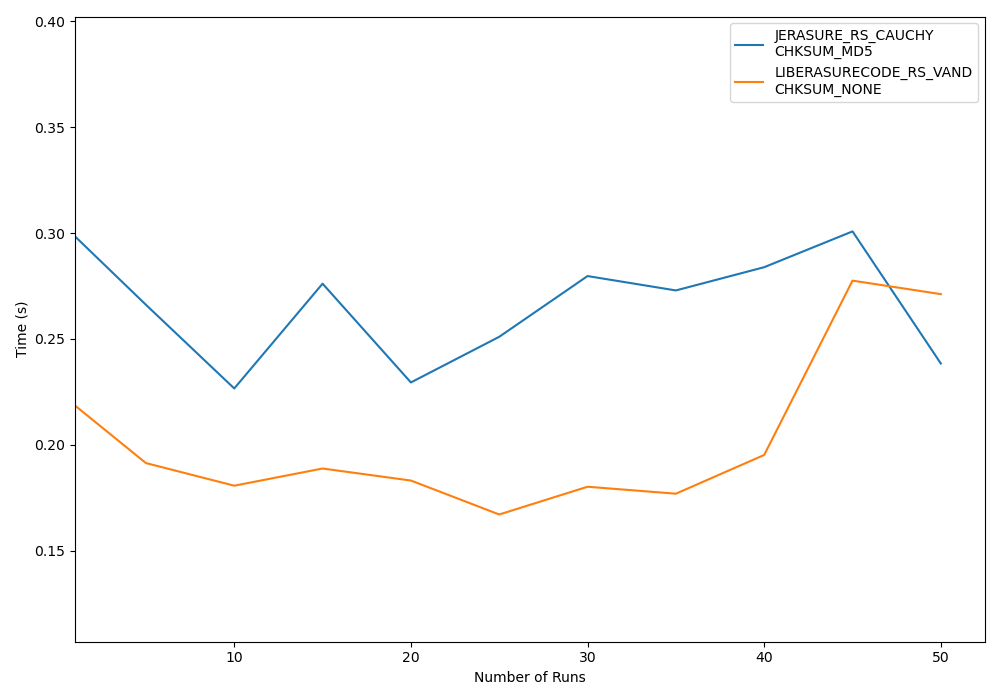 0.40
0.35
0.30
0.25
0.20
0.15
Time (s)
10
20
30
40
50
Number of Runs
JERASURE_RS_CAUCHY
CHKSUM_MD5
LIBERASURECODE_RS_VAND
CHKSUM_NONE